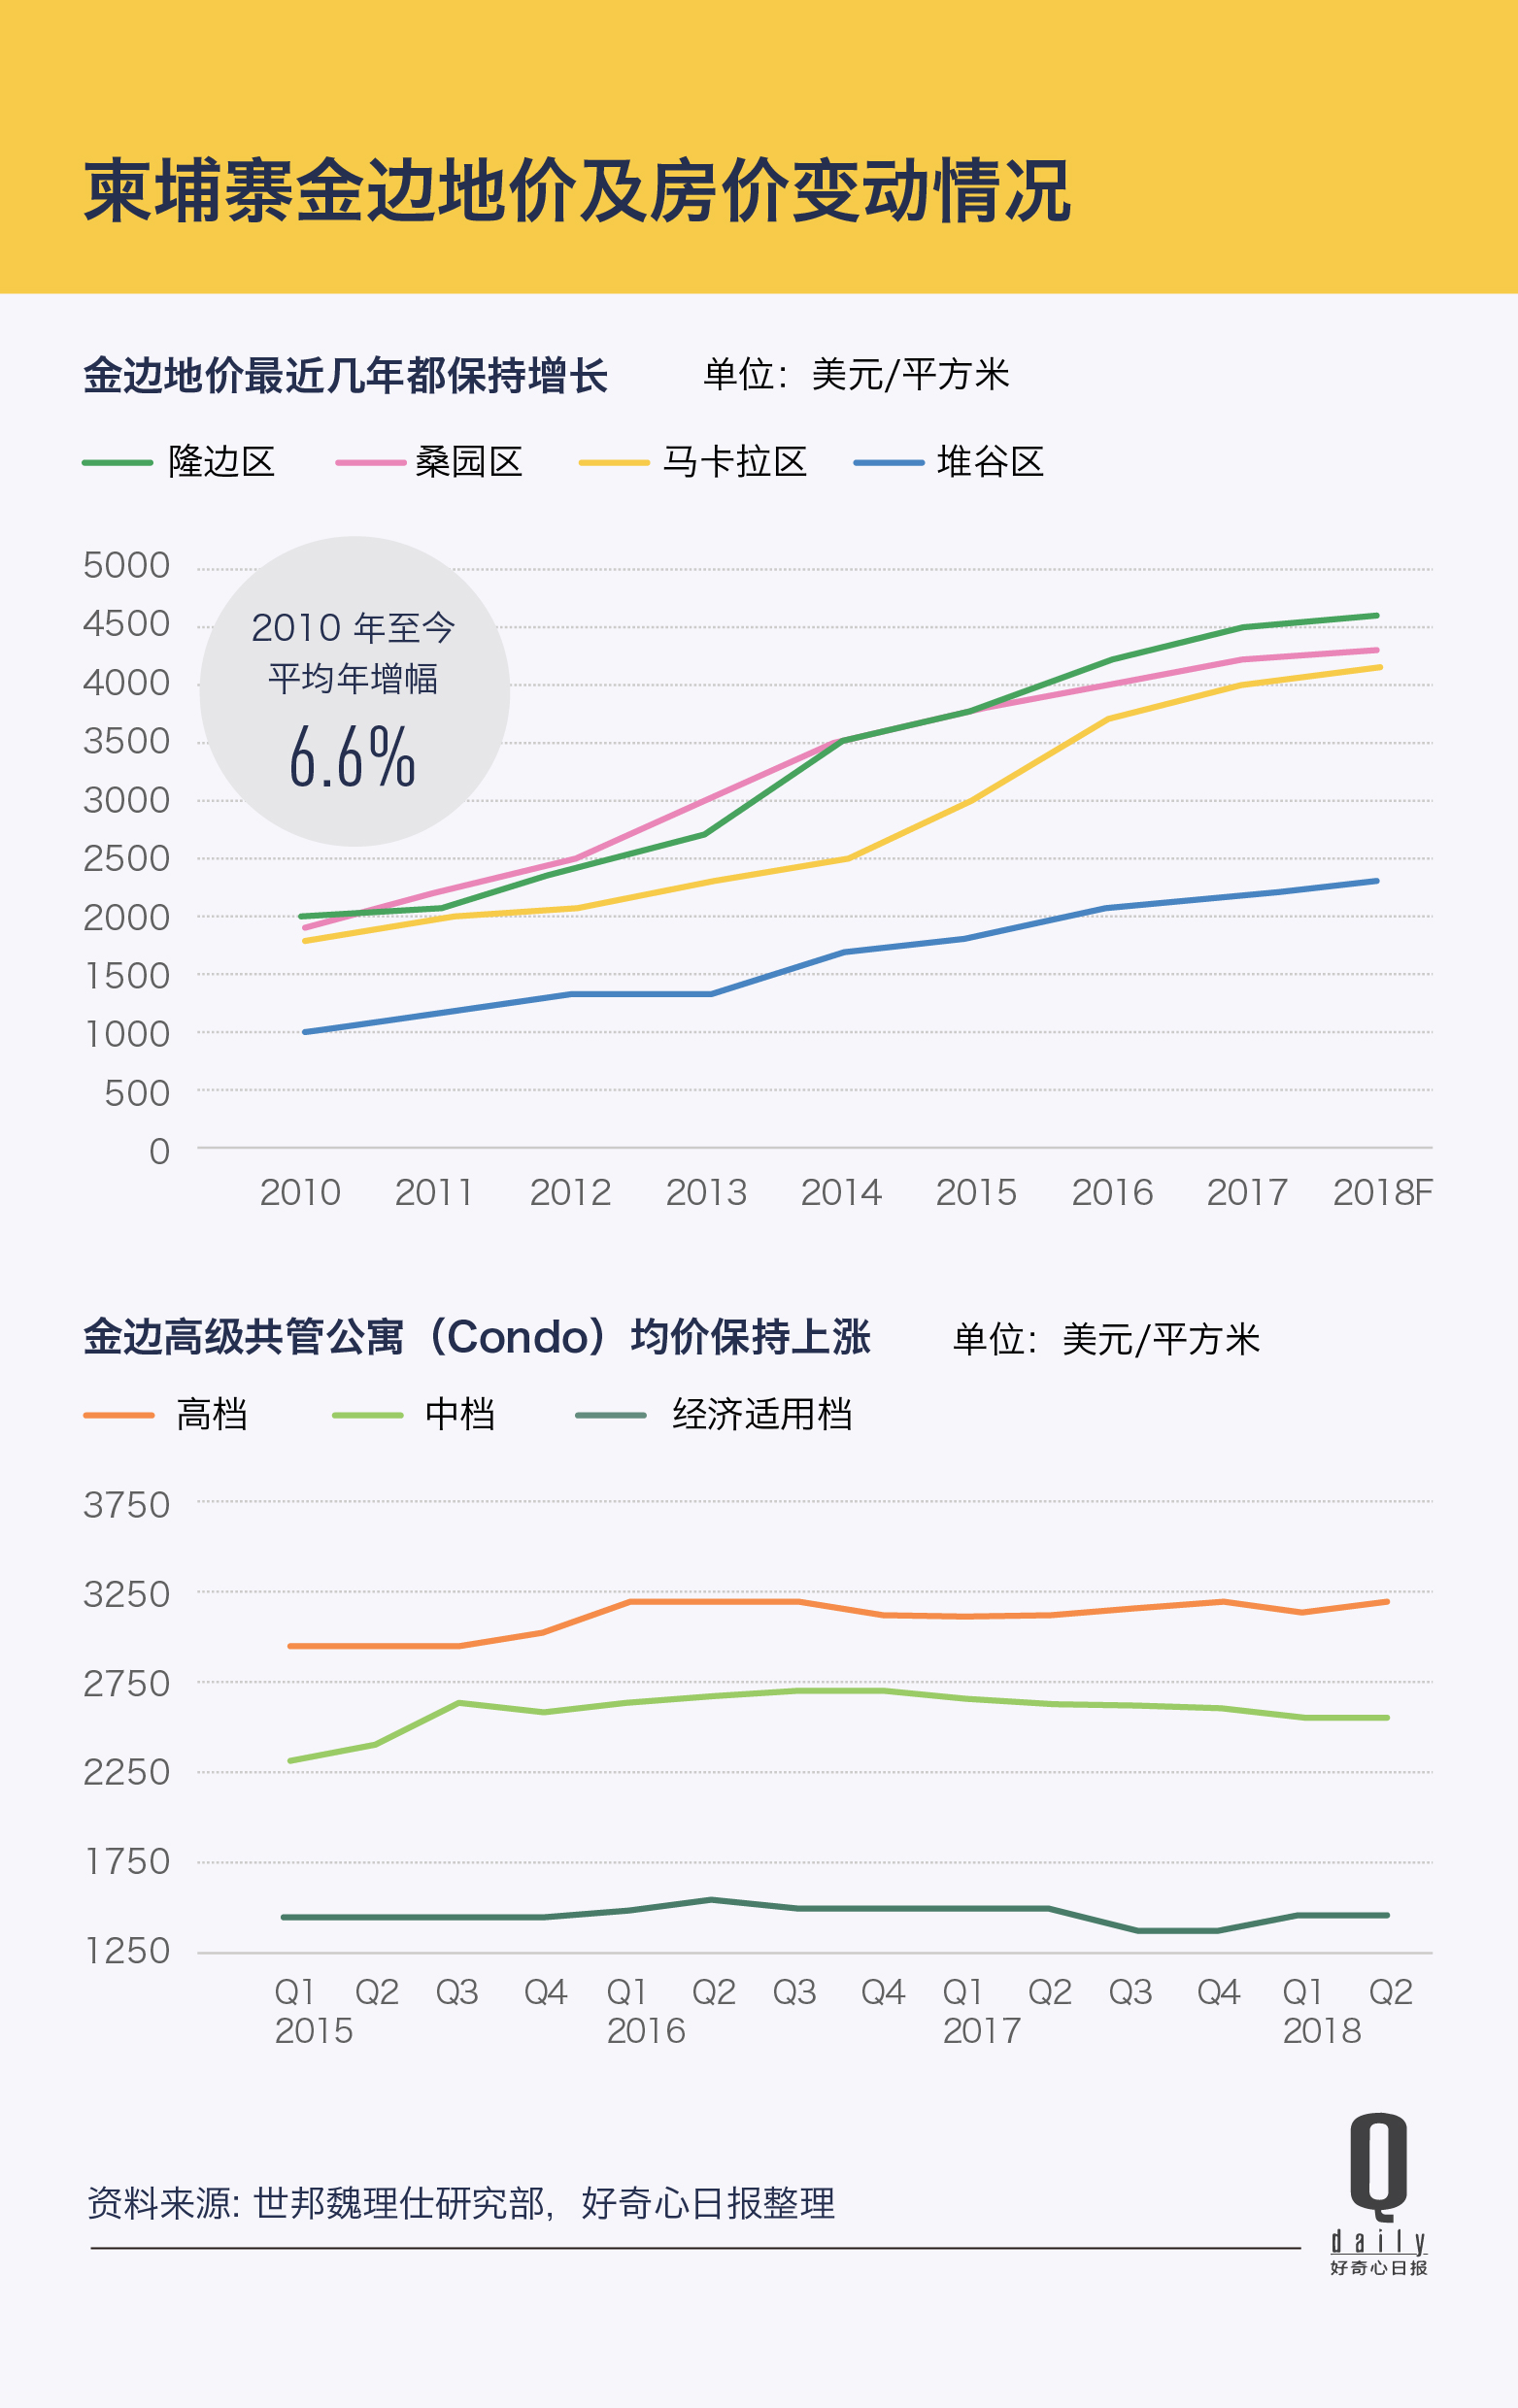 柬埔寨金边地价及房价变动情况
金边地价最近几年都保持增长 单位：美元/平方米
隆边区 桑园区 马卡拉区 堆谷区
5000
4500
4000
3500
3000
2500
2000
1500
1000
500
0
2010 年至今
平均年增幅
6.6%
2010 2011 2012 2013 2014 2015 2016 2017 2018F
金边高级共管公寓（Condo）均价保持上涨 单位：美元/平方米
高档 中档 经济适用档
3750
3250
2750
2250
1750
1250
Q1 Q2 Q3 Q4 Q1 Q2 Q3 Q4 Q1 Q2 Q3 Q4 Q1 Q2
2015 2016 2017 2018
资料来源: 世邦魏理仕研究部，好奇心日报整理
Q
daily
好奇心日报